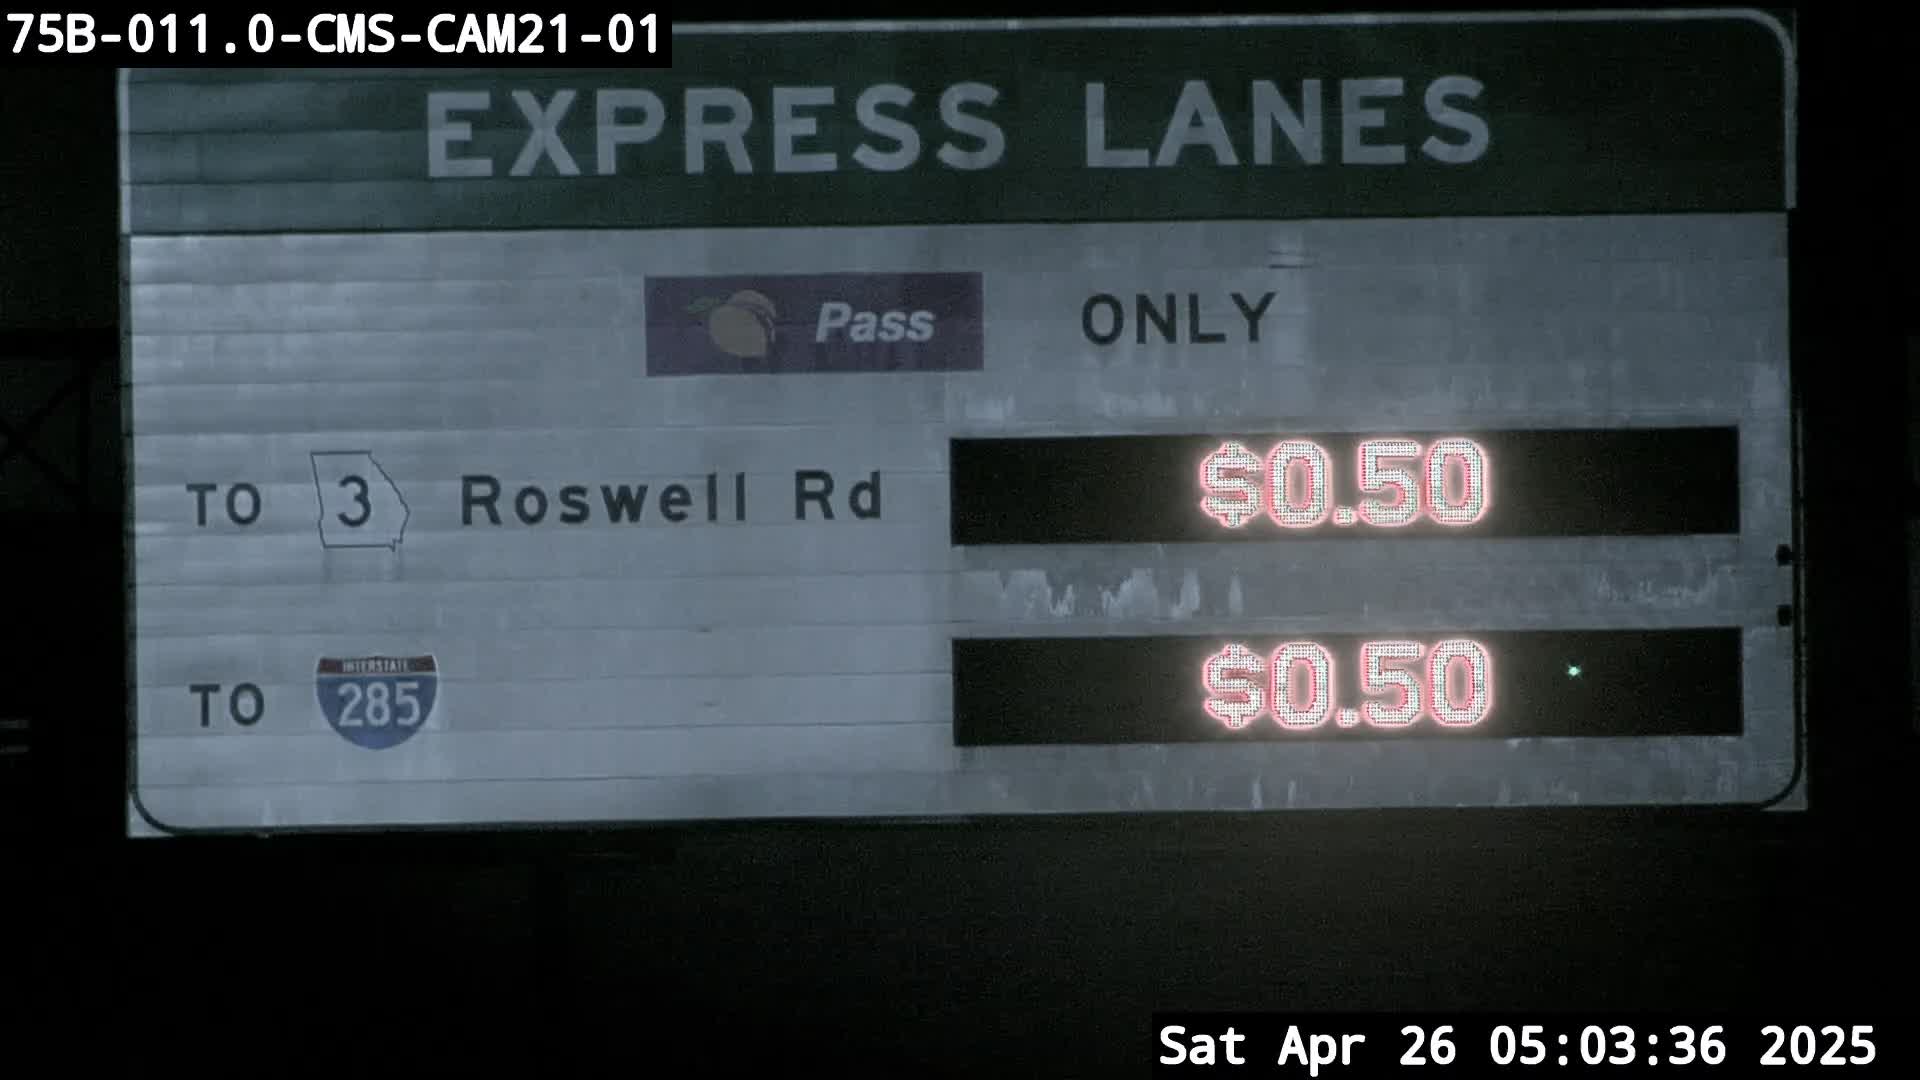 75B-011.0-CMS-CAM21-01
EXPRESS LANES
Pass ONLY
TO 3 Roswell Rd $0.50
TO INTERSTATE 285 $0.50
Sat Apr 26 05:03:36 2025